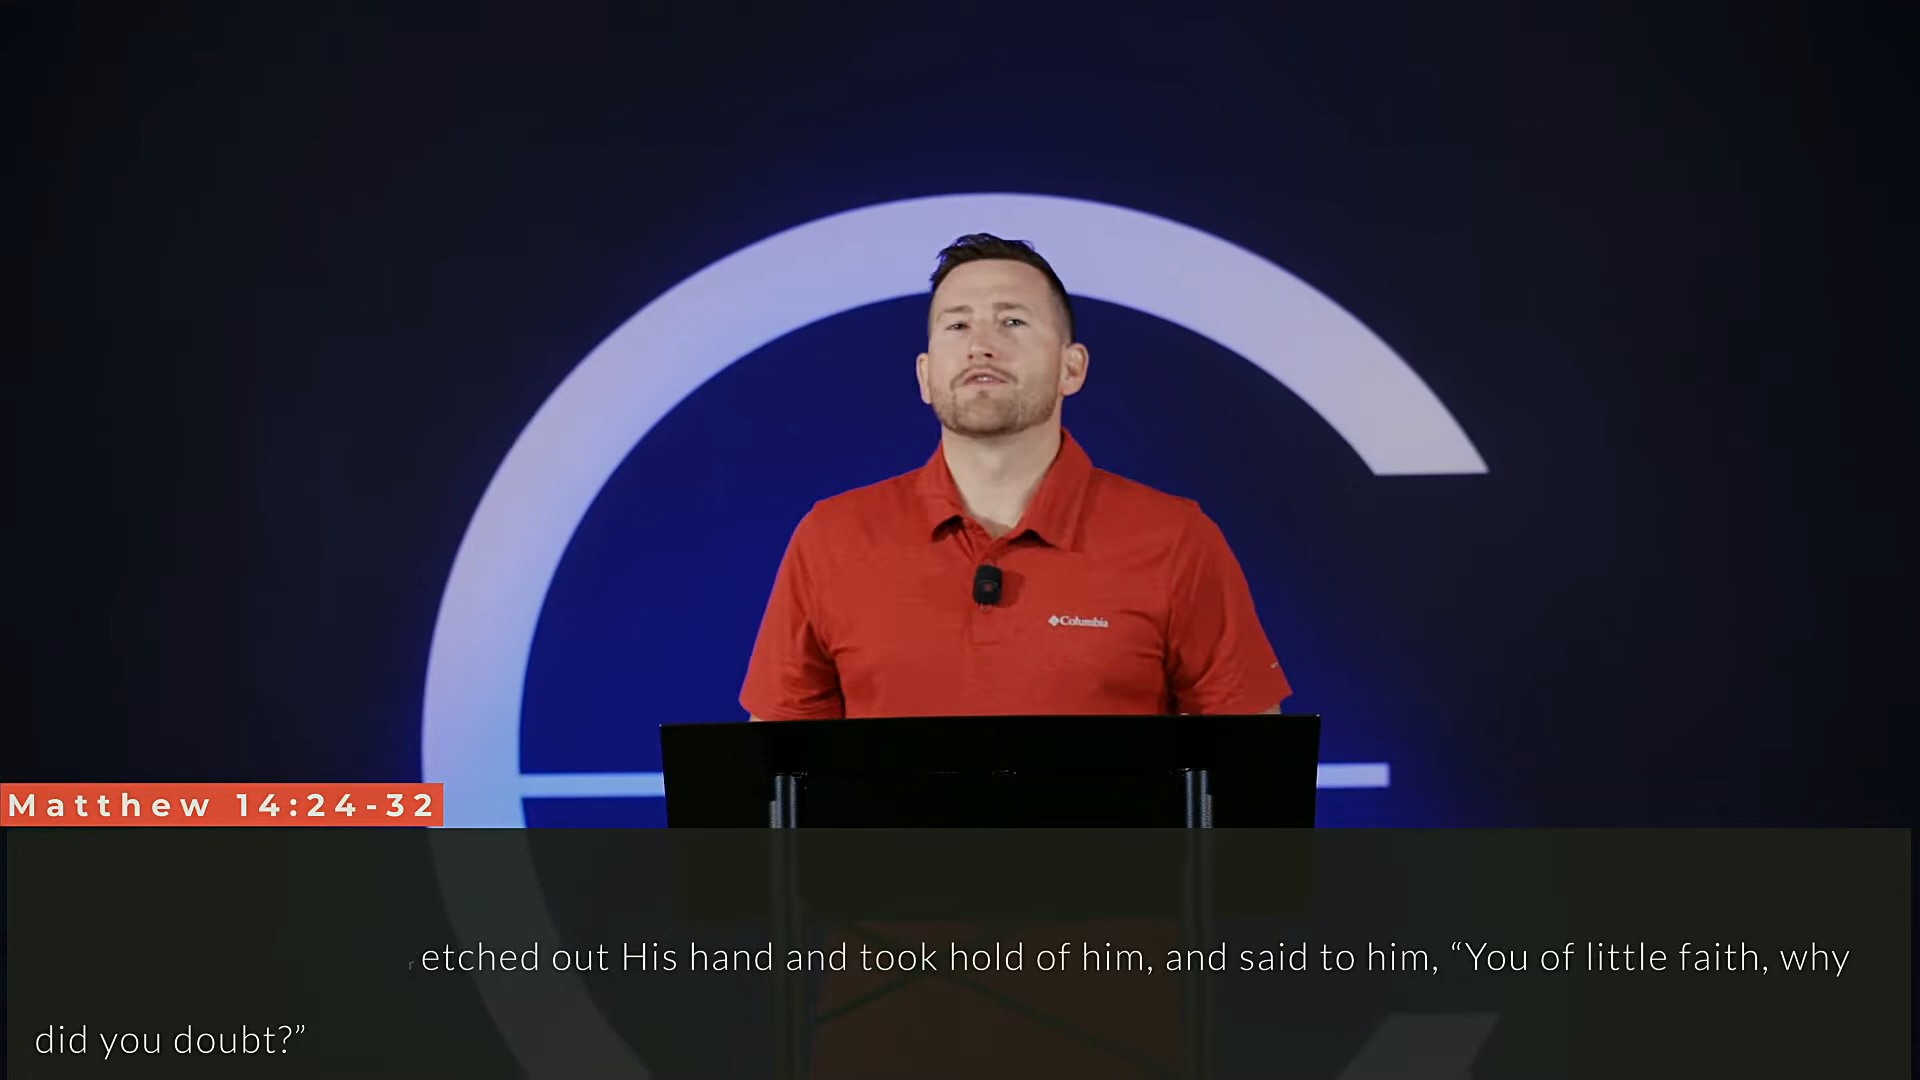 Columbia
Matthew 14:24-32
etched out His hand and took hold of him, and said to him, “You of little faith, why
did you doubt?”